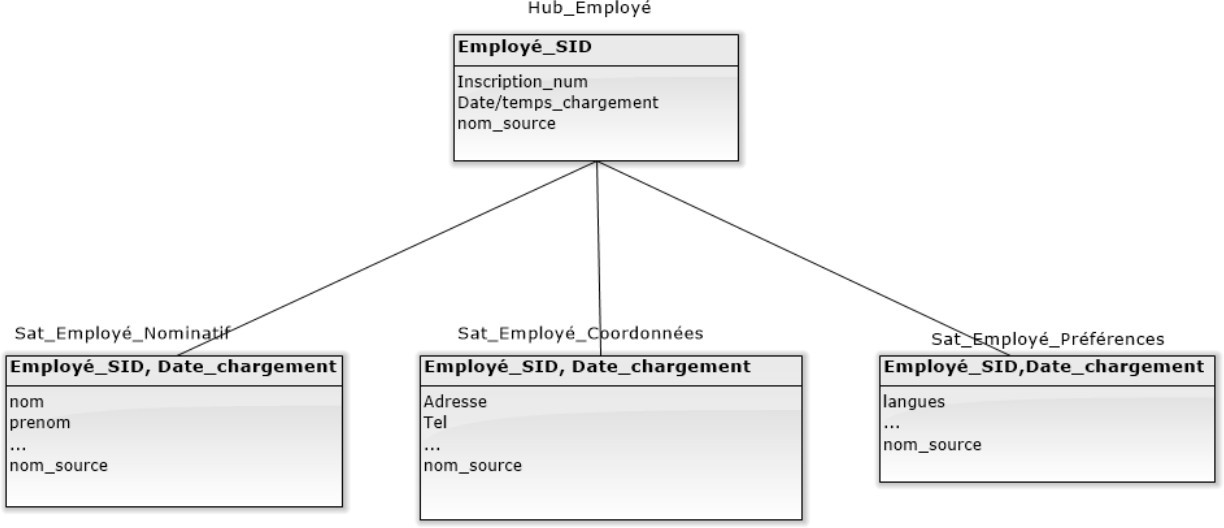 Hub_Employé
Employé_SID
Inscription_num
Date/temps_chargement
nom_source
Sat_Employé_Nominatif
Employé_SID, Date_chargement
nom
prenom
...
nom_source
Sat_Employé_Coordonnées
Employé_SID, Date_chargement
Adresse
Tel
...
nom_source
Sat_Employé_Préférences
Employé_SID,Date_chargement
langues
...
nom_source